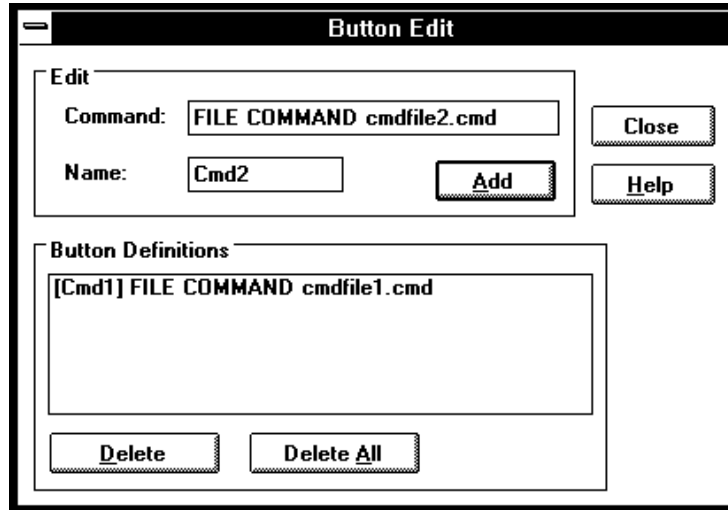 Button Edit
Edit
Command: FILE COMMAND cmdfile2.cmd
Close
Name: Cmd2 Add
Help
Button Definitions
[Cmd1] FILE COMMAND cmdfile1.cmd
Delete Delete All